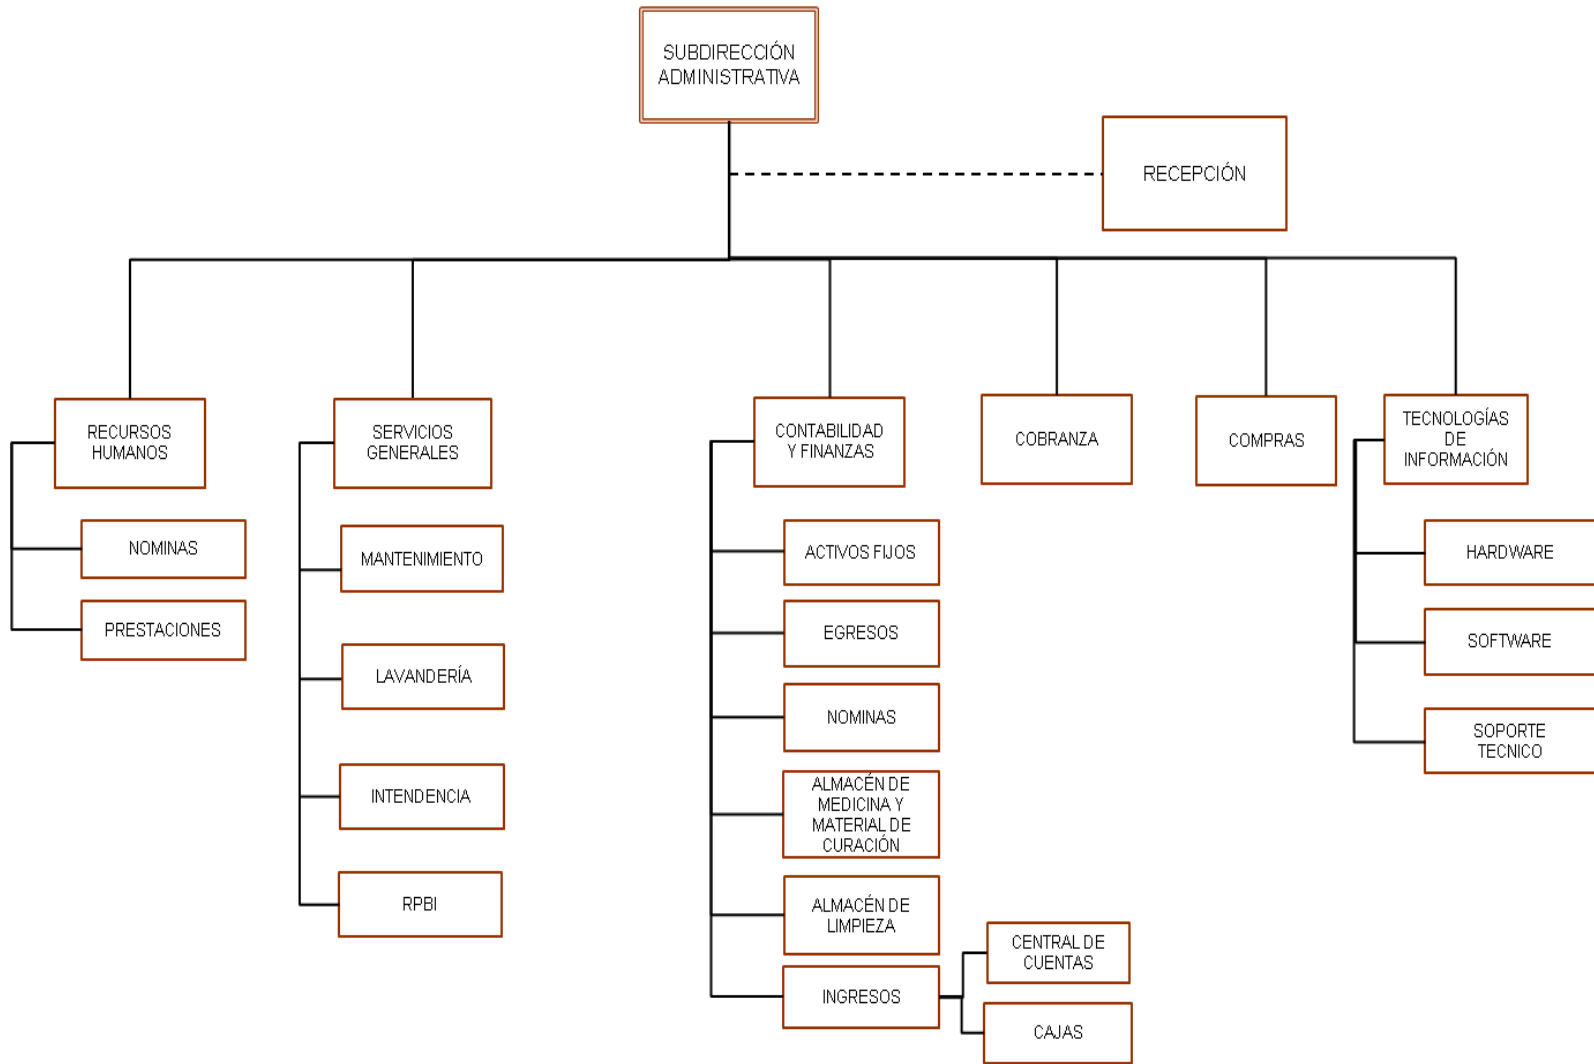 SUBDIRECCIÓN
ADMINISTRATIVA
RECEPCIÓN
RECURSOS
HUMANOS
NOMINAS
PRESTACIONES
SERVICIOS
GENERALES
MANTENIMIENTO
LAVANDERÍA
INTENDENCIA
RPBI
CONTABILIDAD
Y FINANZAS
ACTIVOS FIJOS
EGRESOS
NOMINAS
ALMACÉN DE
MEDICINA Y
MATERIAL DE
CURACIÓN
ALMACÉN DE
LIMPIEZA
INGRESOS
CENTRAL DE
CUENTAS
CAJAS
COBRANZA
COMPRAS
TECNOLOGÍAS
DE
INFORMACIÓN
HARDWARE
SOFTWARE
SOPORTE
TECNICO